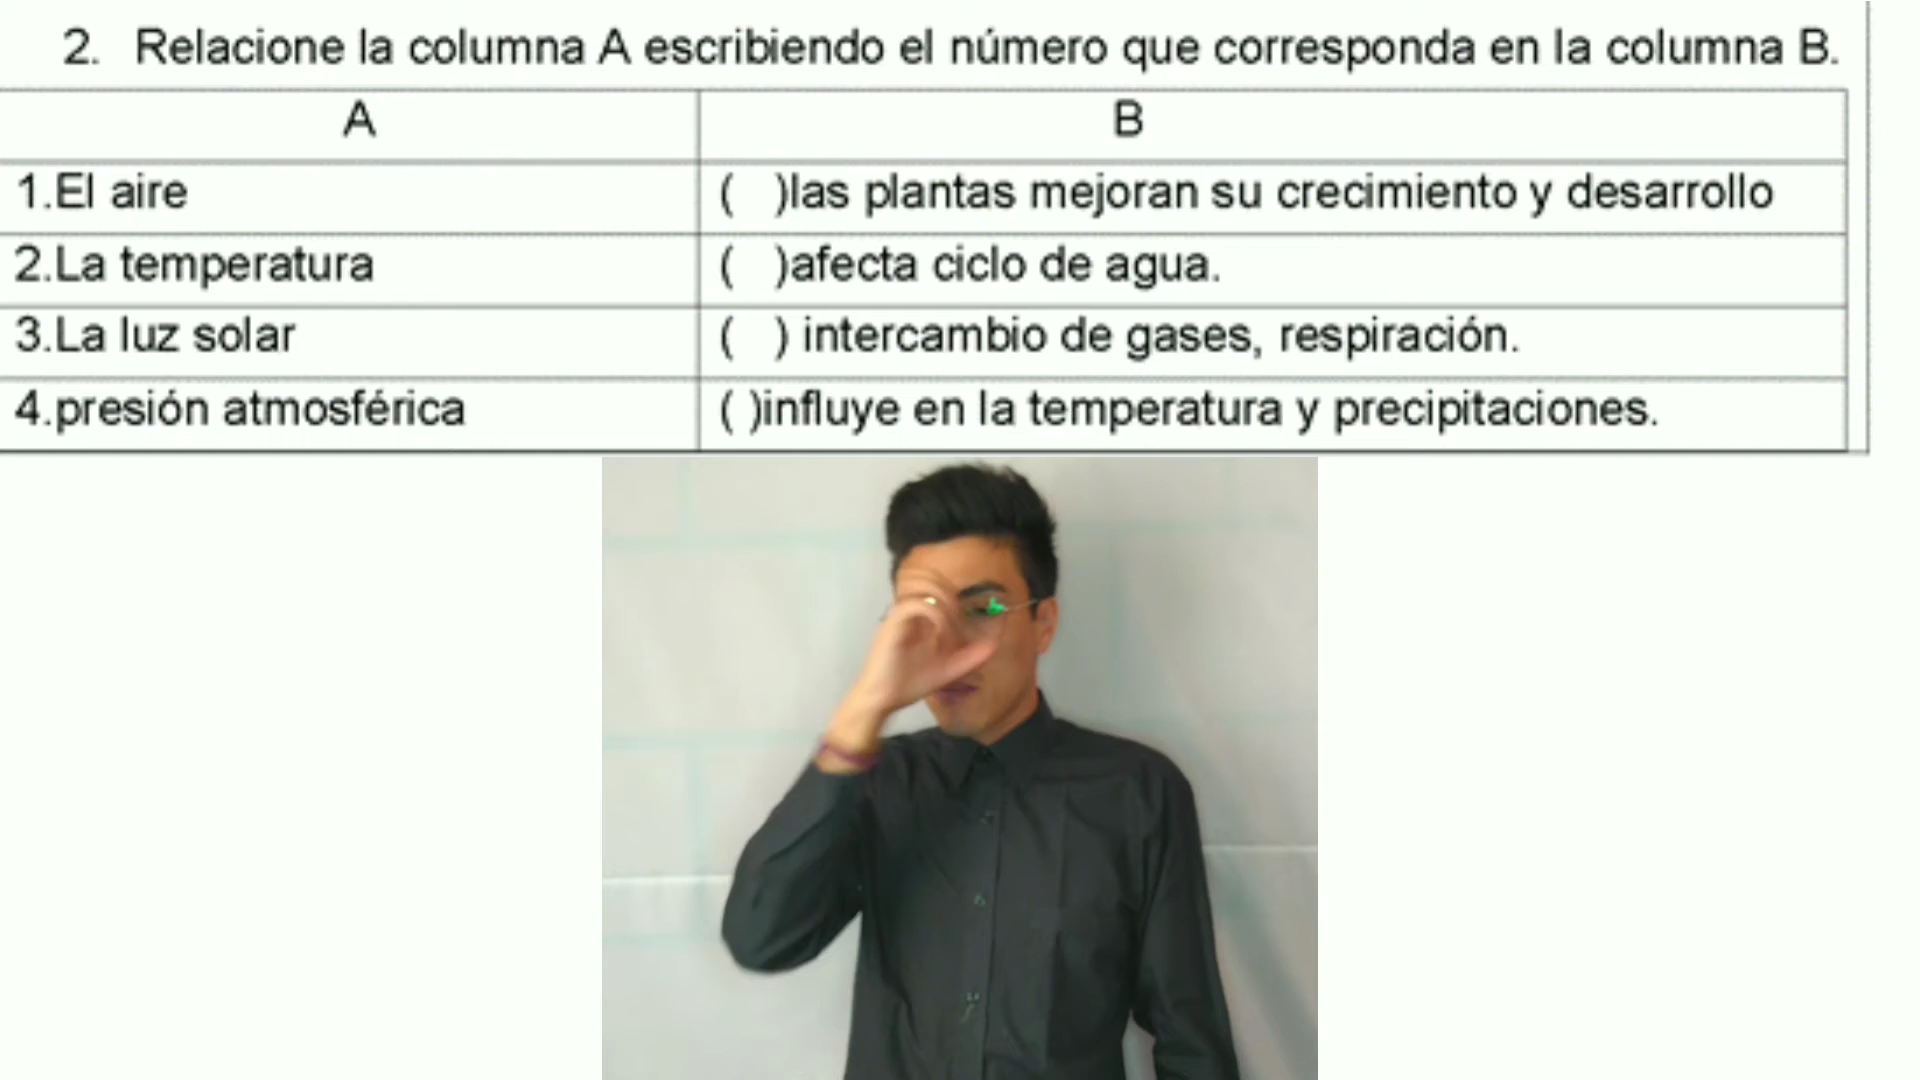 2. Relacione la columna A escribiendo el número que corresponda en la columna B.
A B
1.El aire ( )las plantas mejoran su crecimiento y desarrollo
2.La temperatura ( )afecta ciclo de agua.
3.La luz solar ( ) intercambio de gases, respiración.
4.presión atmosférica ( )influye en la temperatura y precipitaciones.